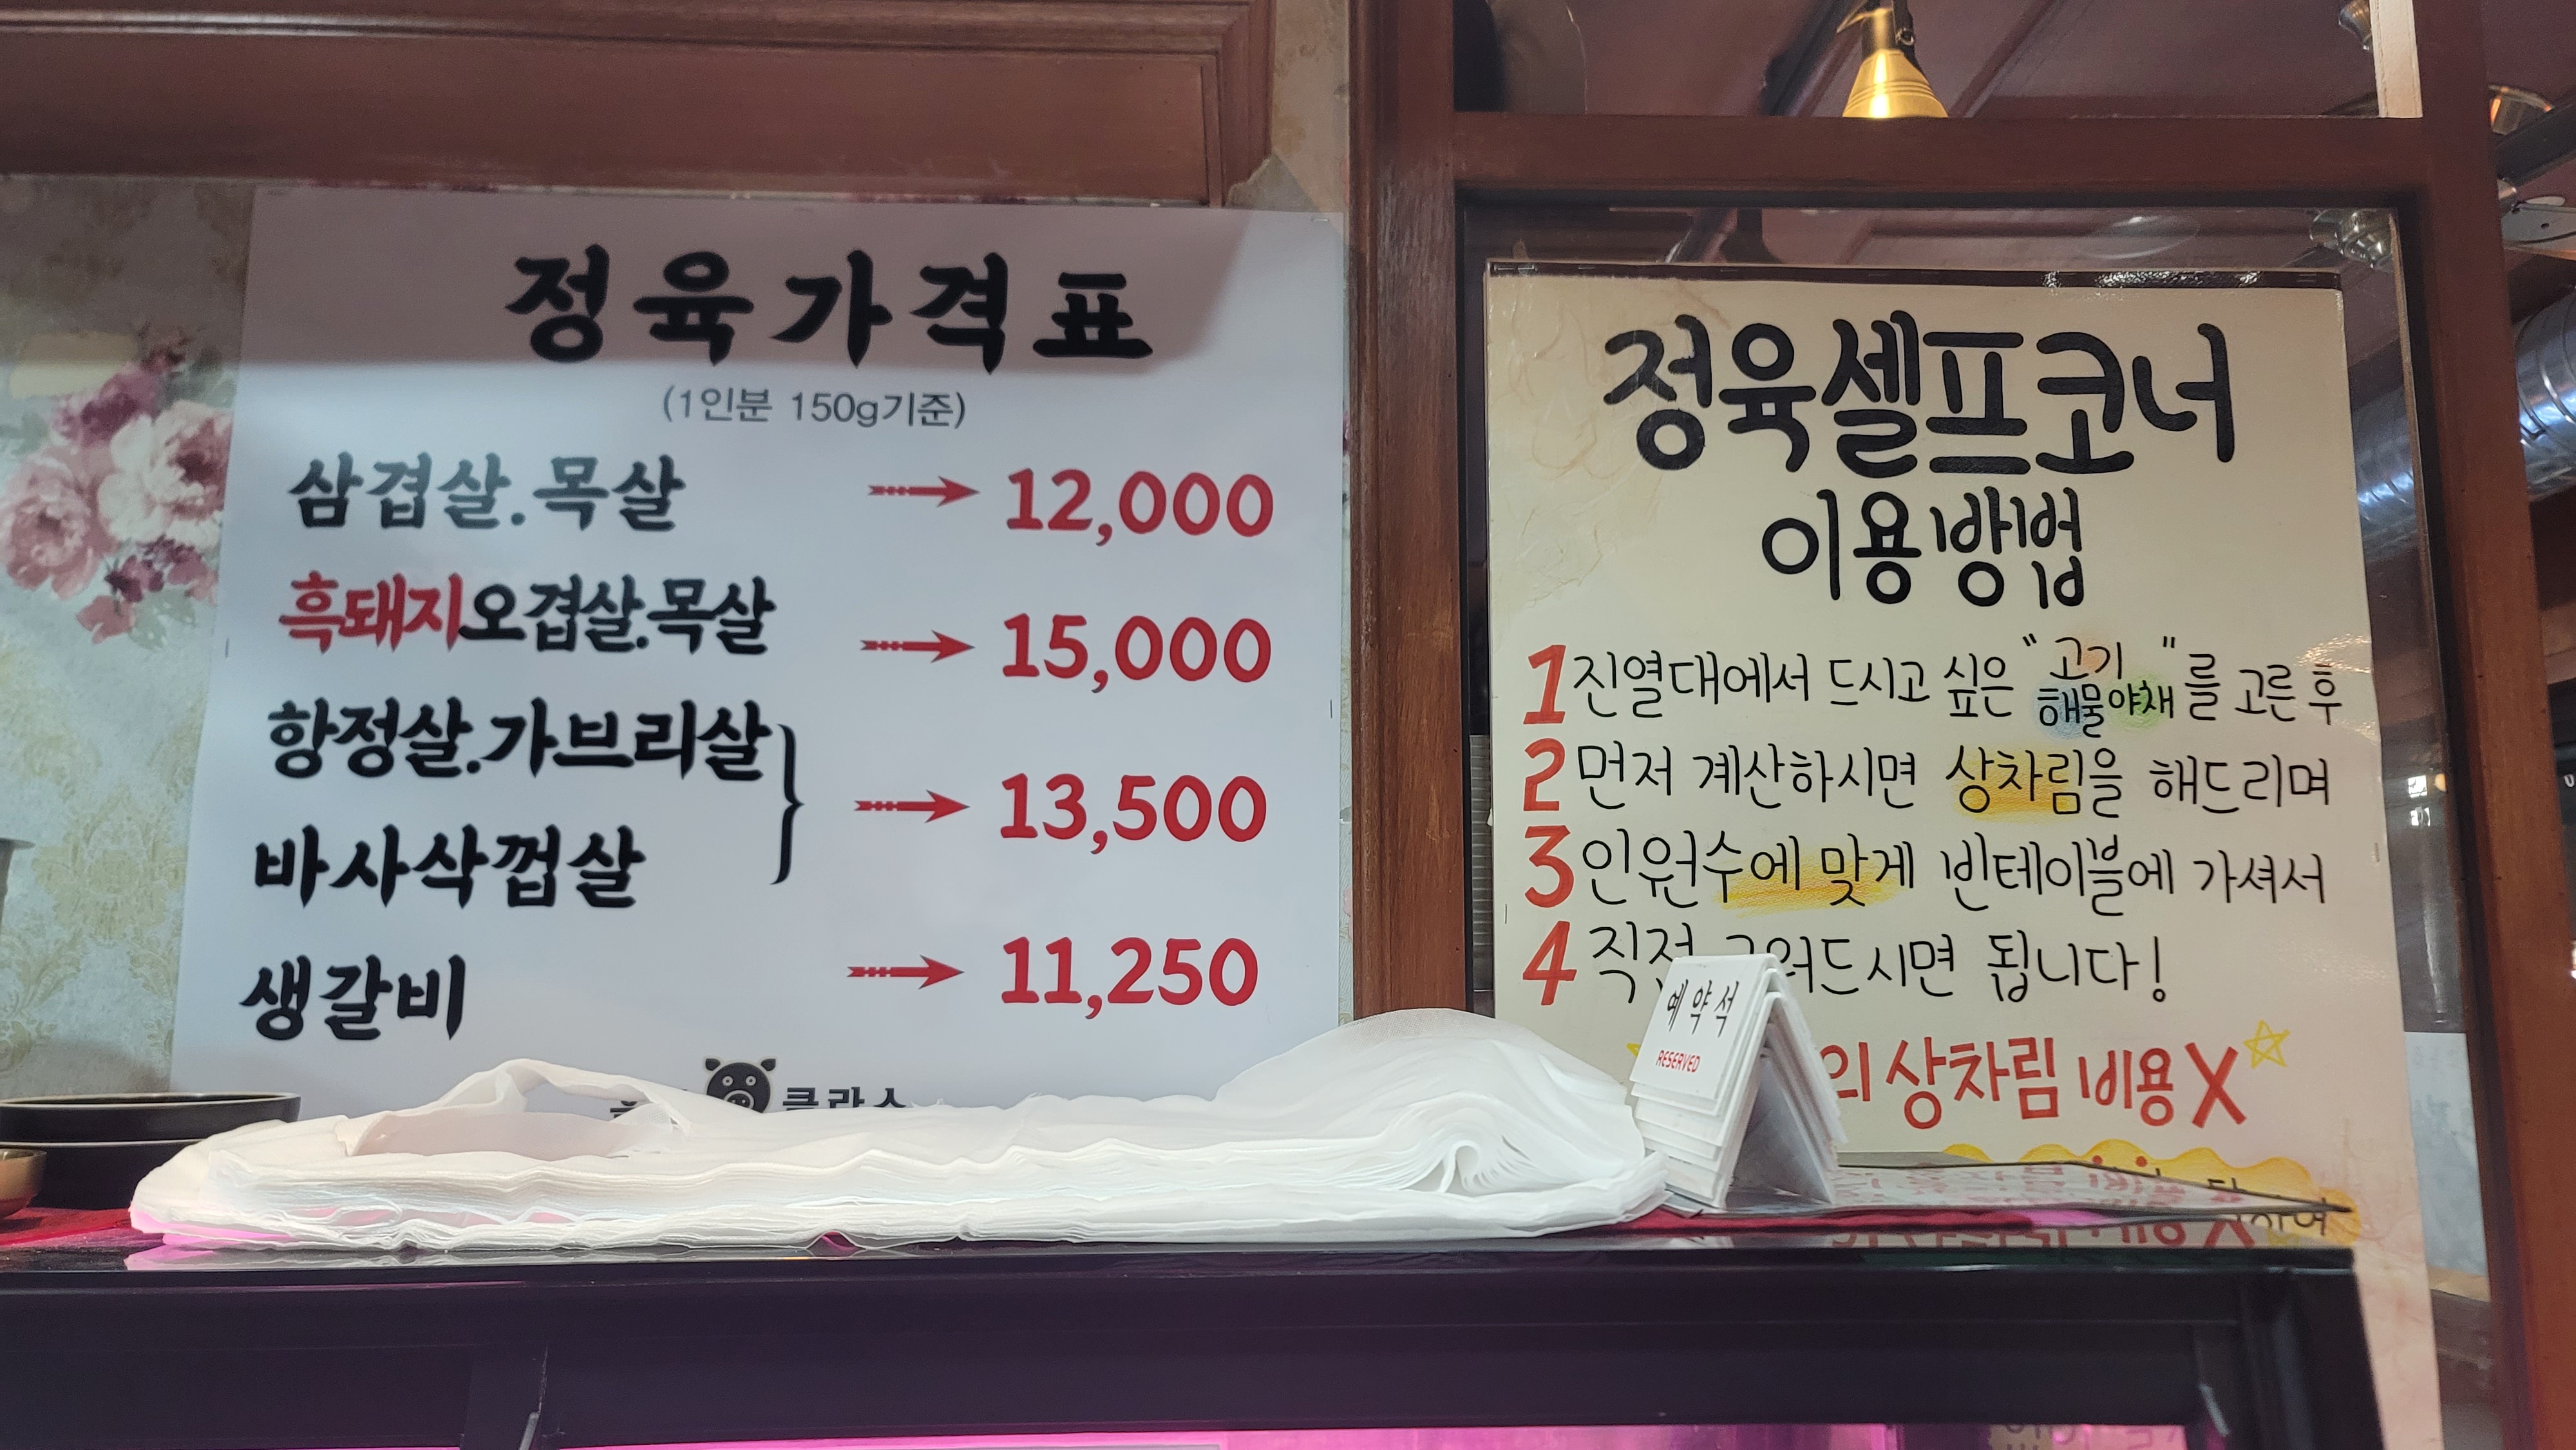 정육가격표
(1인분 150g기준)
삼겹살.목살 → 12,000
흑돼지오겹살.목살 → 15,000
항정살.가브리살
바사삭껍살
} → 13,500
생갈비 → 11,250
클라스
정육셀프코너
이용방법
1 진열대에서 드시고 싶은 "고기 해물야채"를 고른 후
2 먼저 계산하시면 상차림을 해드리며
3 인원수에 맞게 빈테이블에 가셔서
4 직접 드시면 됩니다!
의 상차림 비용 X
예약석
RESERVED